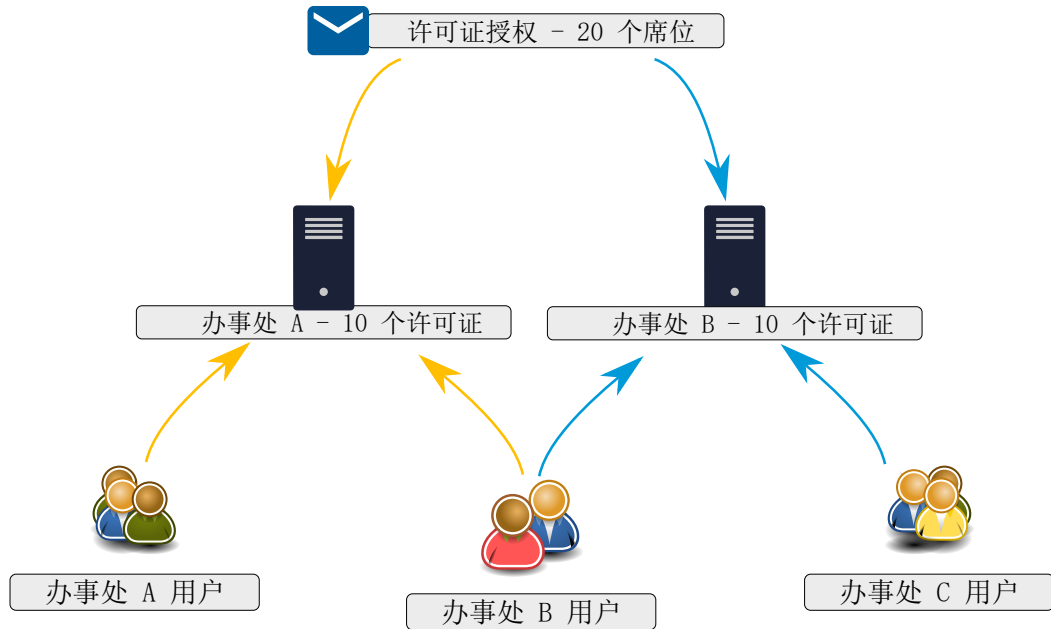 许可证授权 - 20 个席位
办事处 A - 10 个许可证
办事处 B - 10 个许可证
办事处 A 用户
办事处 B 用户
办事处 C 用户